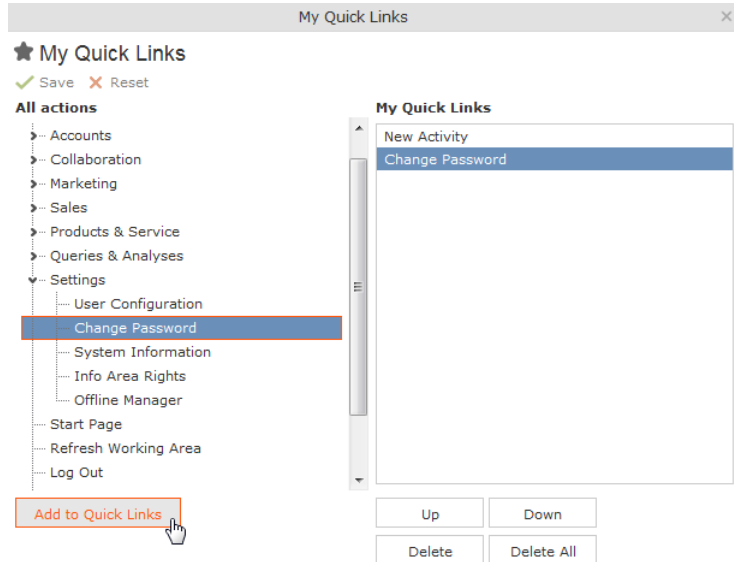 My Quick Links
My Quick Links
Save Reset
All actions
Accounts
Collaboration
Marketing
Sales
Products & Service
Queries & Analyses
Settings
User Configuration
Change Password
System Information
Info Area Rights
Offline Manager
Start Page
Refresh Working Area
Log Out
Add to Quick Links
My Quick Links
New Activity
Change Password
Up Down
Delete Delete All